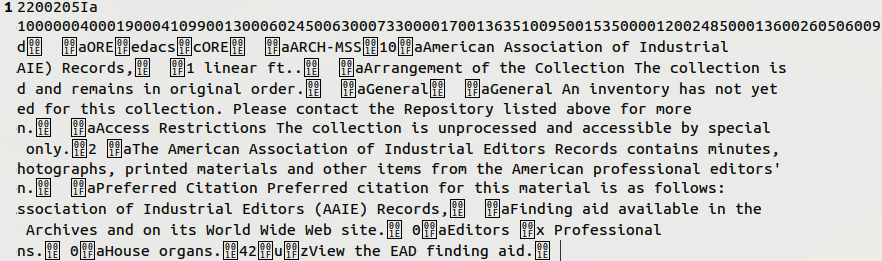 1 2200205Ia
10000000400019000410990013000602450063000733000017001363510095001535000012002485000136002605060095
d␞  ␟aORE␞edacs␟cORE␞  ␟aARCH-MSS␞10␟aAmerican Association of Industrial
AIE) Records,␞  ␟1 linear ft..␞  ␟aArrangement of the Collection The collection is
d and remains in original order.␞  ␟aGeneral␞  ␟aGeneral An inventory has not yet
ed for this collection. Please contact the Repository listed above for more
n.␞  ␟aAccess Restrictions The collection is unprocessed and accessible by special
only.␞2 ␟aThe American Association of Industrial Editors Records contains minutes,
hotographs, printed materials and other items from the American professional editors'
n.␞  ␟aPreferred Citation Preferred citation for this material is as follows:
ssociation of Industrial Editors (AAIE) Records,␞  ␟aFinding aid available in the
Archives and on its World Wide Web site.␞ 0␟aEditors ␟x Professional
ns.␞ 0␟aHouse organs.␞42␟u␟zView the EAD finding aid.␞